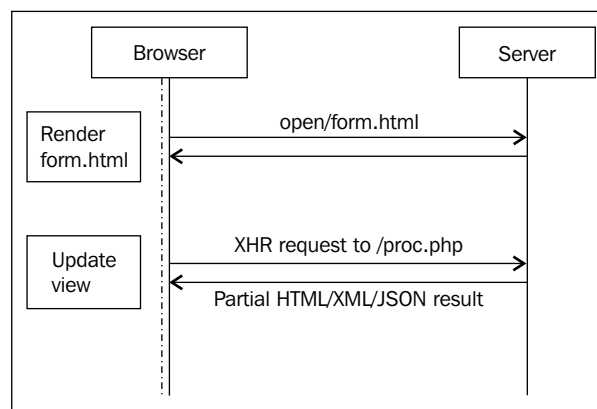 Browser
Server
open/form.html
Render
form.html
XHR request to /proc.php
Update
view
Partial HTML/XML/JSON result